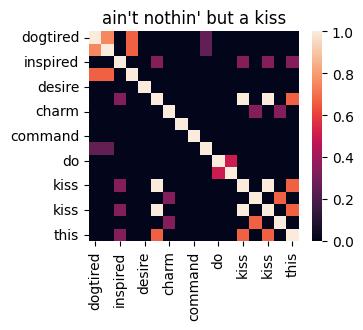 ain't nothin' but a kiss
dogtired
inspired
desire
charm
command
do
kiss
kiss
this
1.0
0.8
0.6
0.4
0.2
0.0
dogtired
inspired
desire
charm
command
do
kiss
kiss
this